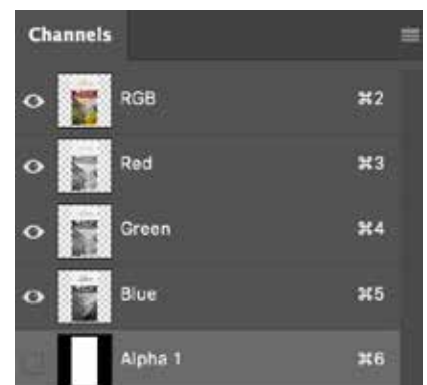 Channels
RGB ⌘2
Red ⌘3
Green ⌘4
Blue ⌘5
Alpha 1 ⌘6